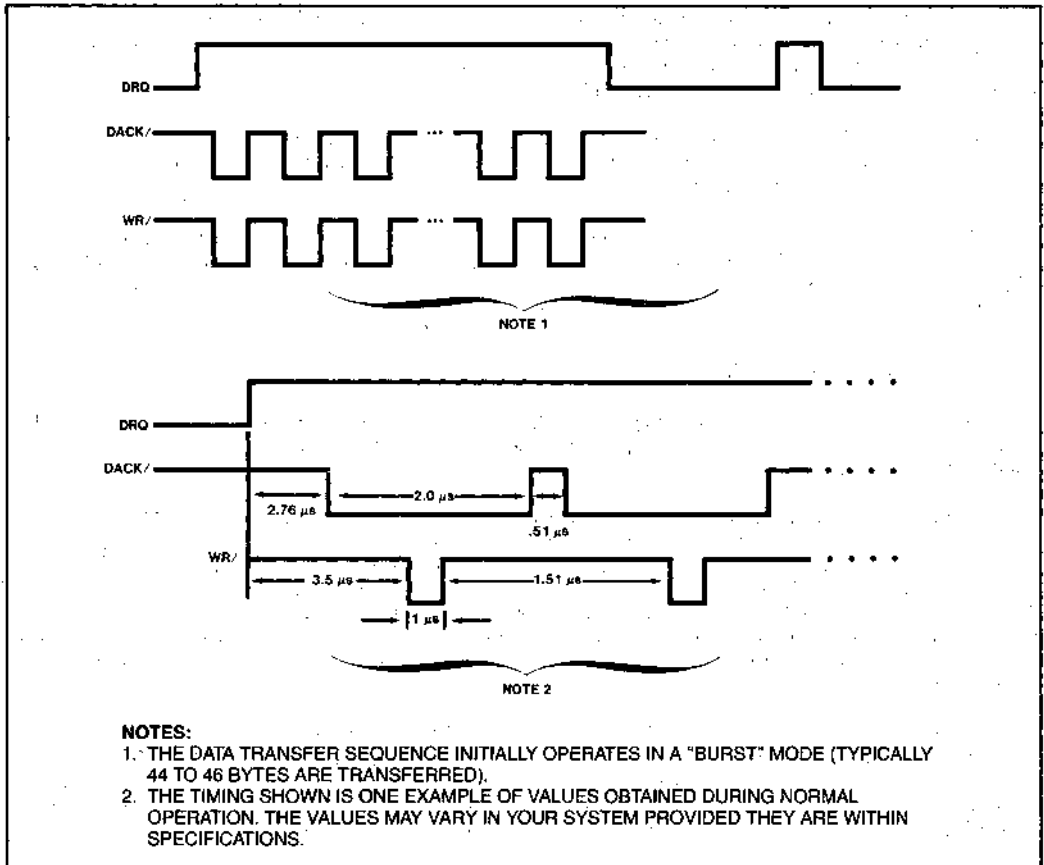 DRQ
DACK/
...
WR/
...
NOTE 1
DRQ
DACK/
2.0 μs
2.76 μs
.51 μs
WR/
3.5 μs
1.51 μs
1 μs
NOTE 2
NOTES:
1. THE DATA TRANSFER SEQUENCE INITIALLY OPERATES IN A "BURST" MODE (TYPICALLY
44 TO 46 BYTES ARE TRANSFERRED).
2. THE TIMING SHOWN IS ONE EXAMPLE OF VALUES OBTAINED DURING NORMAL
OPERATION. THE VALUES MAY VARY IN YOUR SYSTEM PROVIDED THEY ARE WITHIN
SPECIFICATIONS.